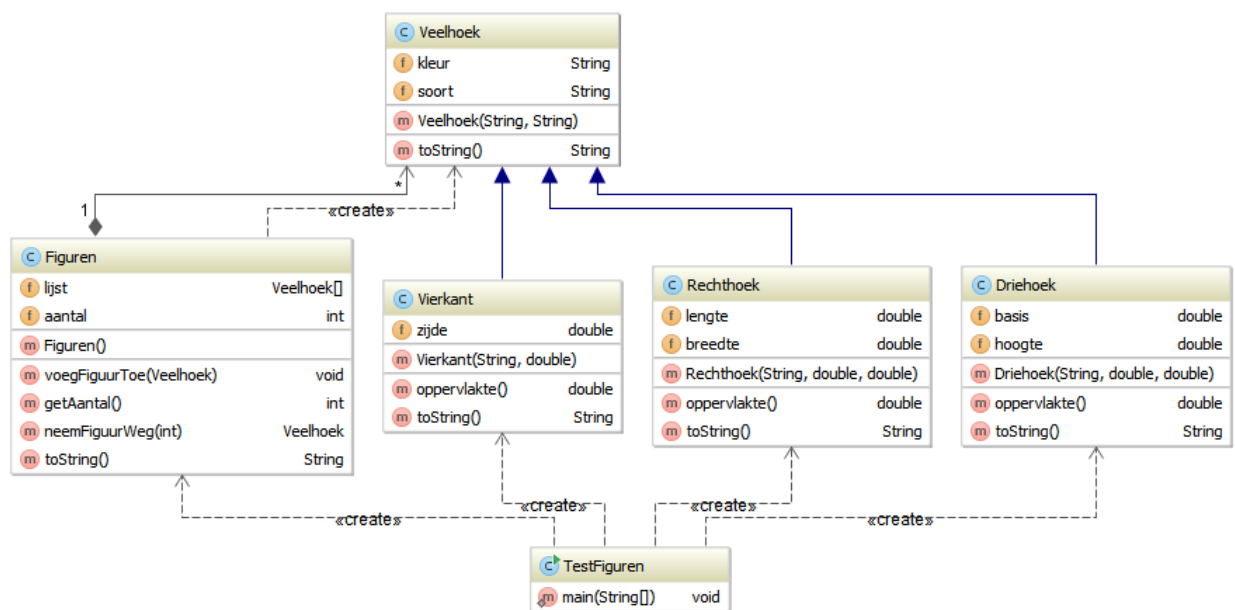 C Veelhoek
f kleur String
f soort String
m Veelhoek(String, String)
m toString() String
1
*
«create»
C Figuren
f lijst Veelhoek[]
f aantal int
m Figuren()
m voegFiguurToe(Veelhoek) void
m getAantal() int
m neemFiguurWeg(int) Veelhoek
m toString() String
C Vierkant
f zijde double
m Vierkant(String, double)
m oppervlakte() double
m toString() String
C Rechthoek
f lengte double
f breedte double
m Rechthoek(String, double, double)
m oppervlakte() double
m toString() String
C Driehoek
f basis double
f hoogte double
m Driehoek(String, double, double)
m oppervlakte() double
m toString() String
«create»
«create»
«create»
«create»
C TestFiguren
m main(String[]) void